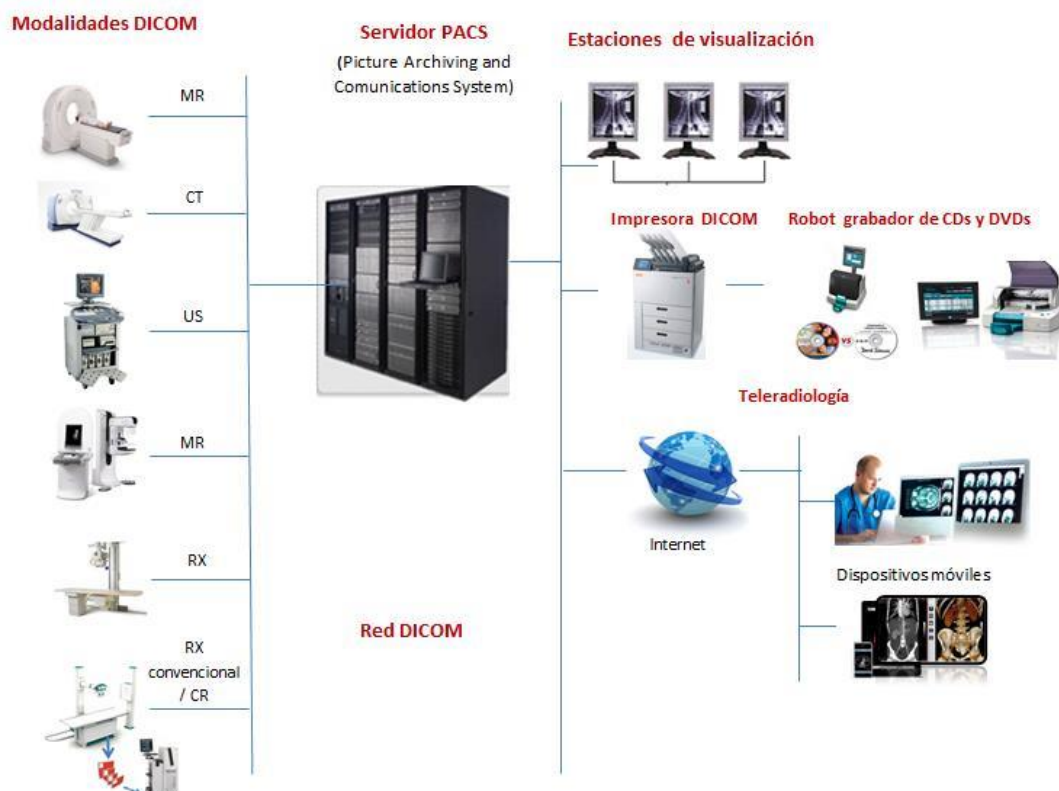 Modalidades DICOM
MR
CT
US
MR
RX
RX
convencional
/ CR
Servidor PACS
(Picture Archiving and
Comunications System)
Red DICOM
Estaciones de visualización
Impresora DICOM
Robot grabador de CDs y DVDs
VS
Teleradiología
Internet
Dispositivos móviles